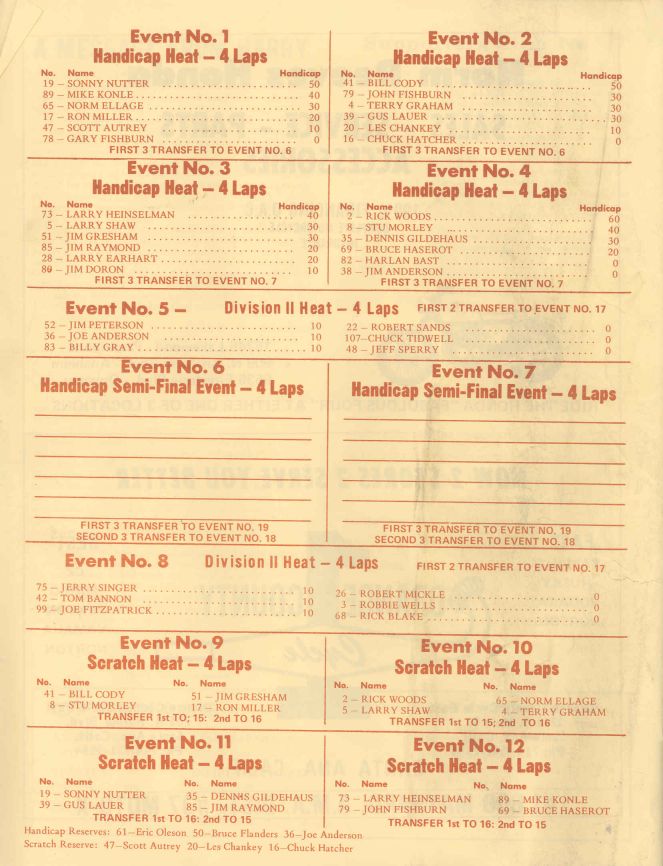 Event No. 1
Handicap Heat — 4 Laps
No. Name Handicap
19 — SONNY NUTTER 50
89 — MIKE KONLE 40
65 — NORM ELLAGE 30
17 — RON MILLER 20
47 — SCOTT AUTREY 10
78 — GARY FISHBURN 0
FIRST 3 TRANSFER TO EVENT NO. 6
Event No. 2
Handicap Heat — 4 Laps
No. Name Handicap
41 — BILL CODY 50
79 — JOHN FISHBURN 30
4 — TERRY GRAHAM 30
39 — GUS LAUER 30
20 — LES CHANKEY 10
16 — CHUCK HATCHER 0
FIRST 3 TRANSFER TO EVENT NO. 6
Event No. 3
Handicap Heat — 4 Laps
No. Name Handicap
73 — LARRY HEINSELMAN 40
5 — LARRY SHAW 30
51 — JIM GRESHAM 30
85 — JIM RAYMOND 20
28 — LARRY EARHART 20
80 — JIM DORON 10
FIRST 3 TRANSFER TO EVENT NO. 7
Event No. 4
Handicap Heat — 4 Laps
No. Name Handicap
2 — RICK WOODS 60
8 — STU MORLEY 40
35 — DENNIS GILDEHAUS 30
69 — BRUCE HASEROT 20
82 — HARLAN BAST 0
38 — JIM ANDERSON 0
FIRST 3 TRANSFER TO EVENT NO. 7
Event No. 5 — Division II Heat — 4 Laps FIRST 2 TRANSFER TO EVENT NO. 17
52 — JIM PETERSON 10
36 — JOE ANDERSON 10
83 — BILLY GRAY 10
22 — ROBERT SANDS 0
107—CHUCK TIDWELL 0
48 — JEFF SPERRY 0
Event No. 6
Handicap Semi-Final Event — 4 Laps
FIRST 3 TRANSFER TO EVENT NO. 19
SECOND 3 TRANSFER TO EVENT NO. 18
Event No. 7
Handicap Semi-Final Event — 4 Laps
FIRST 3 TRANSFER TO EVENT NO. 19
SECOND 3 TRANSFER TO EVENT NO. 18
Event No. 8 Division II Heat — 4 Laps FIRST 2 TRANSFER TO EVENT NO. 17
75 — JERRY SINGER 10
42 — TOM BANNON 10
99 — JOE FITZPATRICK 10
26 — ROBERT MICKLE 0
3 — ROBBIE WELLS 0
68 — RICK BLAKE 0
Event No. 9
Scratch Heat — 4 Laps
No. Name No. Name
41 — BILL CODY 51 — JIM GRESHAM
8 — STU MORLEY 17 — RON MILLER
TRANSFER 1st TO; 15: 2nd TO 16
Event No. 10
Scratch Heat — 4 Laps
No. Name No. Name
2 — RICK WOODS 65 — NORM ELLAGE
5 — LARRY SHAW 4 — TERRY GRAHAM
TRANSFER 1st TO 15; 2nd TO 16
Event No. 11
Scratch Heat — 4 Laps
No. Name No. Name
19 — SONNY NUTTER 35 — DENNIS GILDEHAUS
39 — GUS LAUER 85 — JIM RAYMOND
TRANSFER 1st TO 16: 2nd TO 15
Event No. 12
Scratch Heat — 4 Laps
No. Name No. Name
73 — LARRY HEINSELMAN 89 — MIKE KONLE
79 — JOHN FISHBURN 69 — BRUCE HASEROT
TRANSFER 1st TO 16: 2nd TO 15
Handicap Reserves: 61—Eric Oleson 50—Bruce Flanders 36—Joe Anderson
Scratch Reserve: 47—Scott Autrey 20—Les Chankey 16—Chuck Hatcher